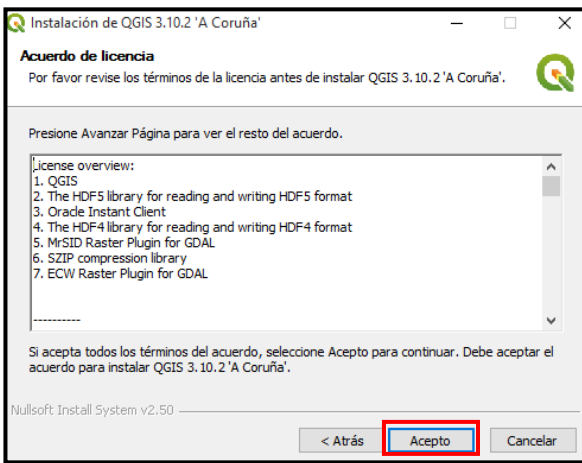 Instalación de QGIS 3.10.2 'A Coruña'
Acuerdo de licencia
Por favor revise los términos de la licencia antes de instalar QGIS 3.10.2 'A Coruña'.
Presione Avanzar Página para ver el resto del acuerdo.
License overview:
1. QGIS
2. The HDF5 library for reading and writing HDF5 format
3. Oracle Instant Client
4. The HDF4 library for reading and writing HDF4 format
5. MrSID Raster Plugin for GDAL
6. SZIP compression library
7. ECW Raster Plugin for GDAL
----------
Si acepta todos los términos del acuerdo, seleccione Acepto para continuar. Debe aceptar el
acuerdo para instalar QGIS 3.10.2 'A Coruña'.
Nullsoft Install System v2.50
< Atrás Acepto Cancelar